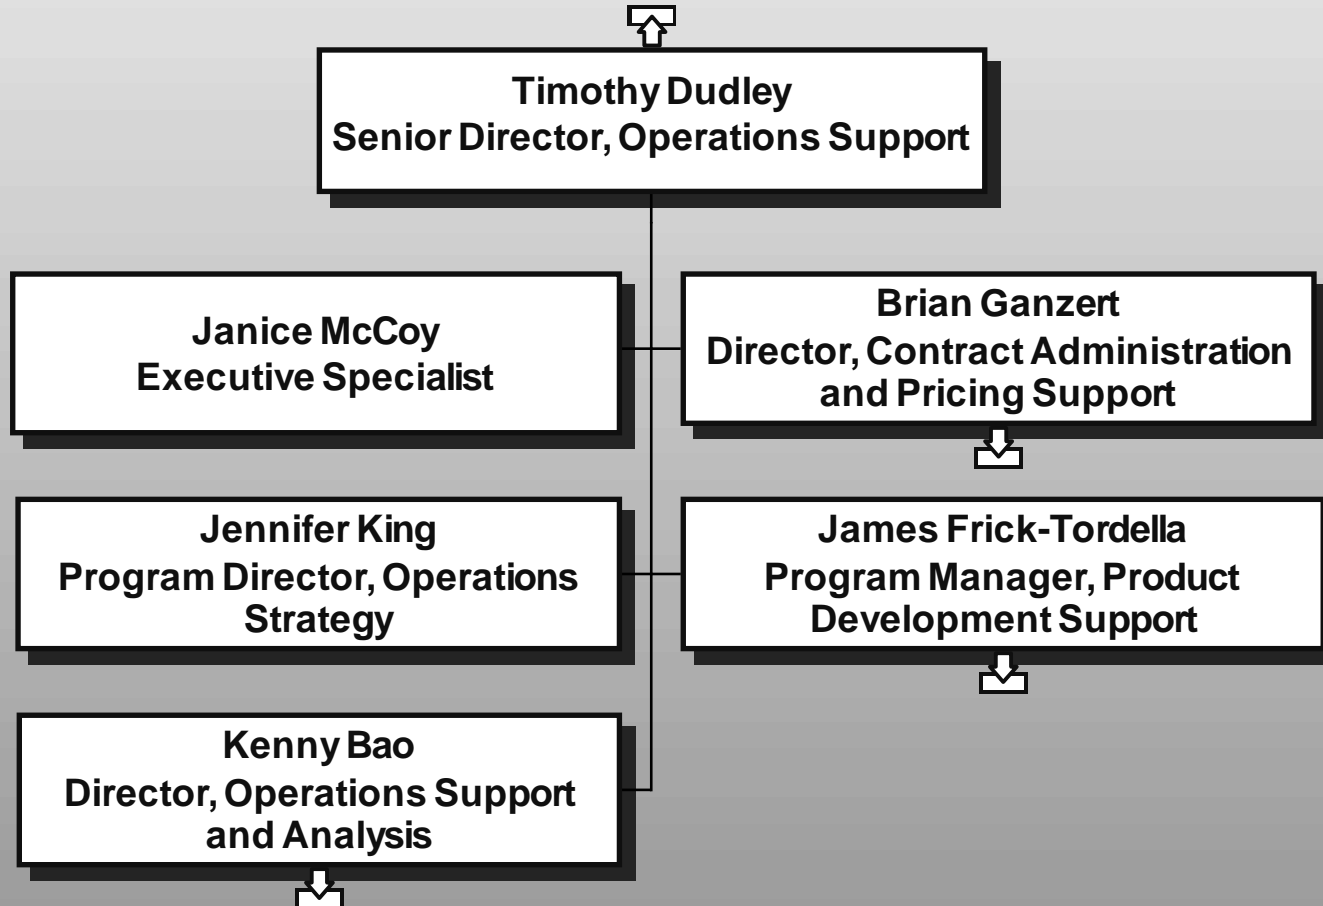 Timothy Dudley
Senior Director, Operations Support
Janice McCoy
Executive Specialist
Brian Ganzert
Director, Contract Administration
and Pricing Support
Jennifer King
Program Director, Operations
Strategy
James Frick-Tordella
Program Manager, Product
Development Support
Kenny Bao
Director, Operations Support
and Analysis